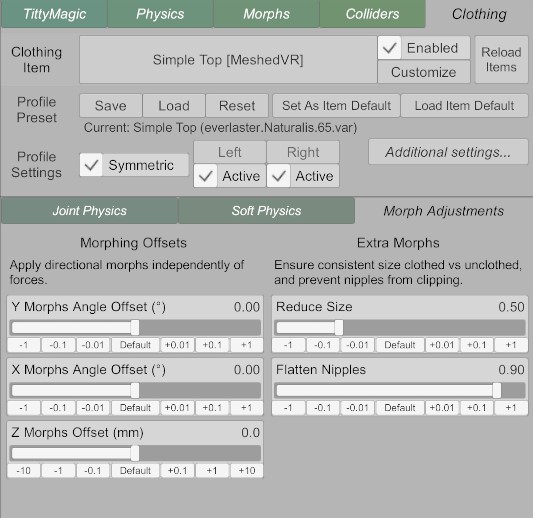 TittyMagic Physics Morphs Colliders Clothing
Clothing Item Simple Top [MeshedVR] Enabled Customize Reload Items
Profile Preset Save Load Reset Set As Item Default Load Item Default
Current: Simple Top (everlaster.Naturalis.65.var)
Profile Settings Symmetric Left Right Additional settings...
Active Active
Joint Physics Soft Physics Morph Adjustments
Morphing Offsets
Apply directional morphs independently of
forces.
Y Morphs Angle Offset (°) 0.00
-1 -0.1 -0.01 Default +0.01 +0.1 +1
X Morphs Angle Offset (°) 0.00
-1 -0.1 -0.01 Default +0.01 +0.1 +1
Z Morphs Offset (mm) 0.0
-10 -1 -0.1 Default +0.1 +1 +10
Extra Morphs
Ensure consistent size clothed vs unclothed,
and prevent nipples from clipping.
Reduce Size 0.50
-1 -0.1 -0.01 Default +0.01 +0.1 +1
Flatten Nipples 0.90
-1 -0.1 -0.01 Default +0.01 +0.1 +1